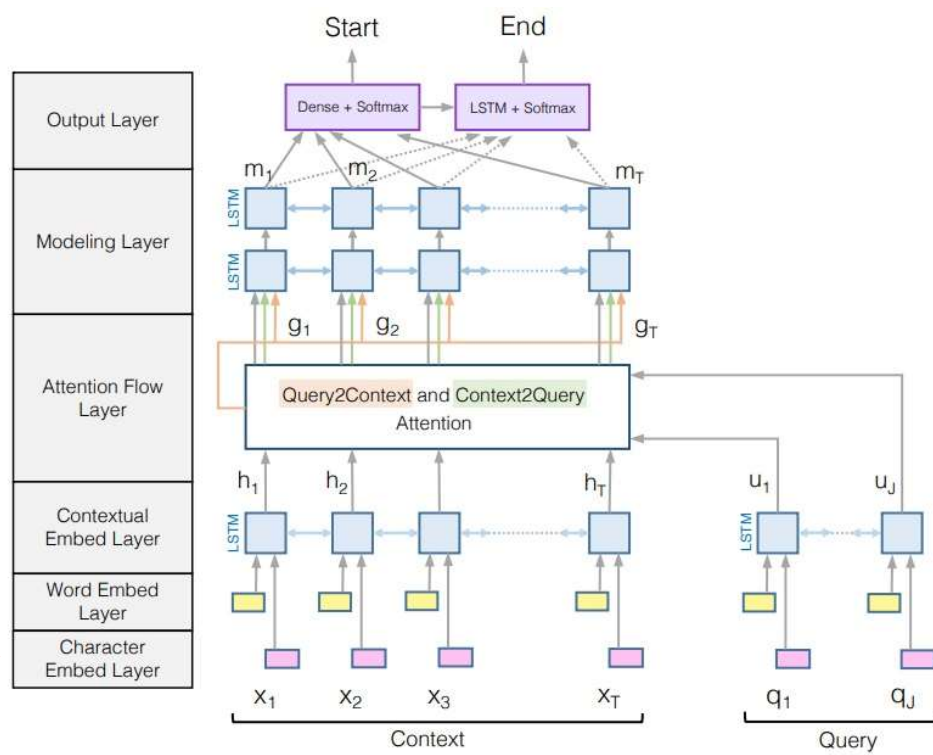 Start End
Output Layer
Dense + Softmax LSTM + Softmax
m1 m2 mT
LSTM
Modeling Layer
LSTM
g1 g2 gT
Attention Flow
Layer
Query2Context and Context2Query
Attention
h1 h2 hT u1 uJ
Contextual
Embed Layer
LSTM LSTM
Word Embed
Layer
Character
Embed Layer
x1 x2 x3 xT q1 qJ
Context Query